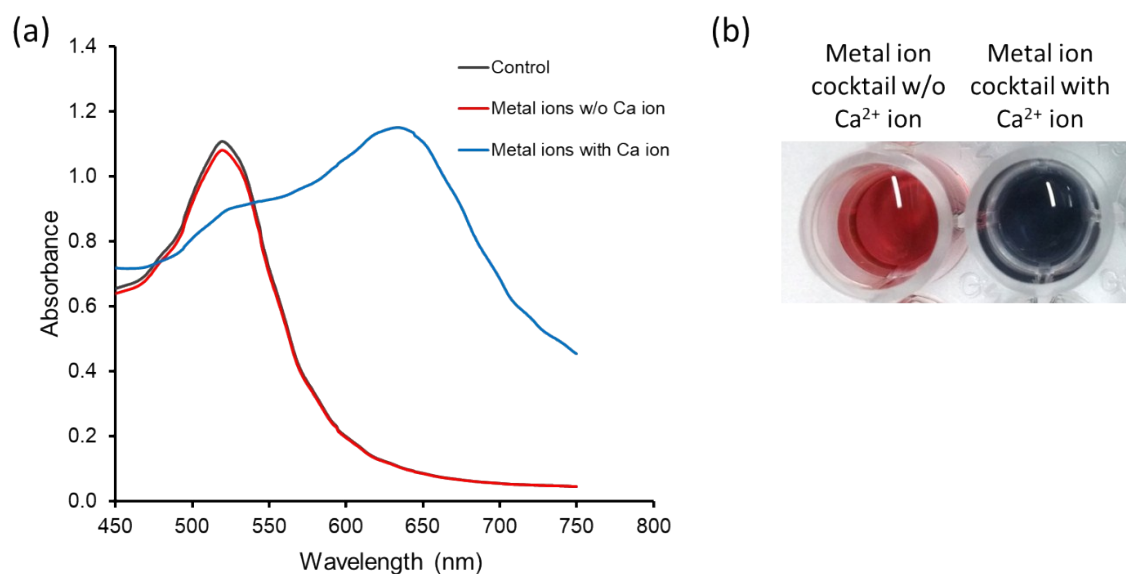 (a)
1.4
1.2
1.0
0.8
0.6
0.4
0.2
0.0
Absorbance
450 500 550 600 650 700 750 800
Wavelength (nm)
Control
Metal ions w/o Ca ion
Metal ions with Ca ion
(b)
Metal ion
cocktail w/o
Ca²⁺ ion
Metal ion
cocktail with
Ca²⁺ ion